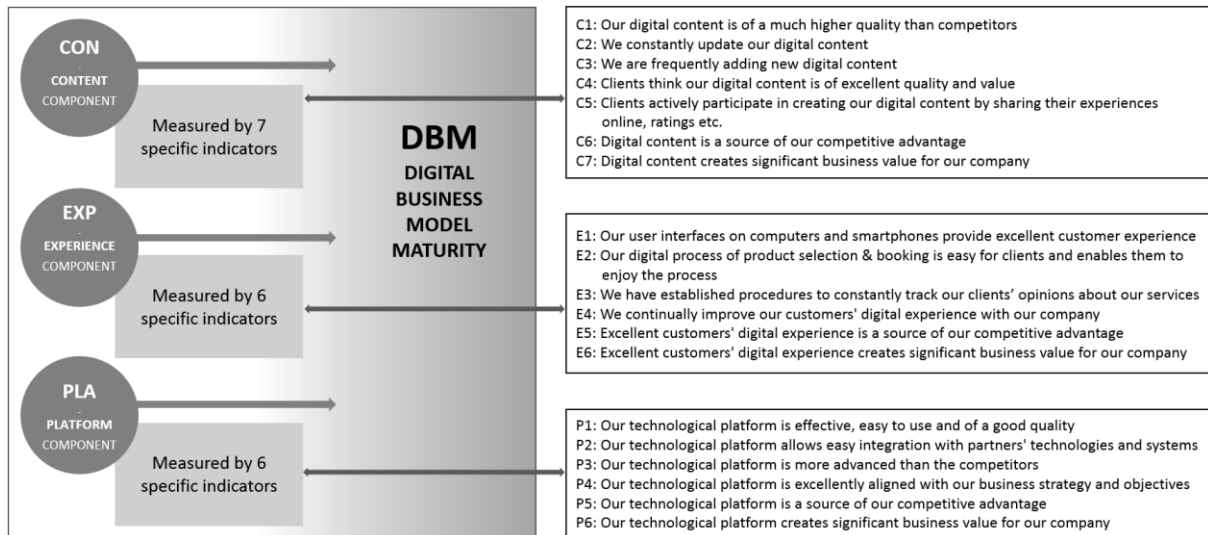 CON
-
CONTENT
COMPONENT
Measured by 7
specific indicators
EXP
-
EXPERIENCE
COMPONENT
Measured by 6
specific indicators
PLA
-
PLATFORM
COMPONENT
Measured by 6
specific indicators
DBM
DIGITAL
BUSINESS
MODEL
MATURITY
C1: Our digital content is of a much higher quality than competitors
C2: We constantly update our digital content
C3: We are frequently adding new digital content
C4: Clients think our digital content is of excellent quality and value
C5: Clients actively participate in creating our digital content by sharing their experiences
online, ratings etc.
C6: Digital content is a source of our competitive advantage
C7: Digital content creates significant business value for our company
E1: Our user interfaces on computers and smartphones provide excellent customer experience
E2: Our digital process of product selection & booking is easy for clients and enables them to
enjoy the process
E3: We have established procedures to constantly track our clients’ opinions about our services
E4: We continually improve our customers' digital experience with our company
E5: Excellent customers' digital experience is a source of our competitive advantage
E6: Excellent customers' digital experience creates significant business value for our company
P1: Our technological platform is effective, easy to use and of a good quality
P2: Our technological platform allows easy integration with partners' technologies and systems
P3: Our technological platform is more advanced than the competitors
P4: Our technological platform is excellently aligned with our business strategy and objectives
P5: Our technological platform is a source of our competitive advantage
P6: Our technological platform creates significant business value for our company